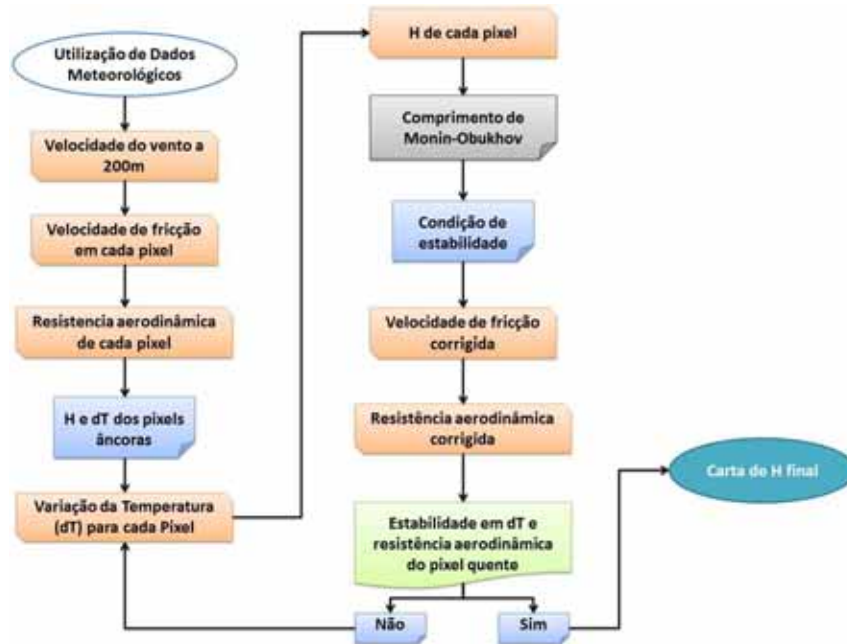 Utilização de Dados
Meteorológicos
Velocidade do vento a
200m
Velocidade de fricção
em cada pixel
Resistencia aerodinâmica
de cada pixel
H e dT dos pixels
âncoras
Variação da Temperatura
(dT) para cada Pixel
H de cada pixel
Comprimento de
Monin-Obukhov
Condição de
estabilidade
Velocidade de fricção
corrigida
Resistência aerodinâmica
corrigida
Estabilidade em dT e
resistência aerodinâmica
do pixel quente
Não
Sim
Carta de H final